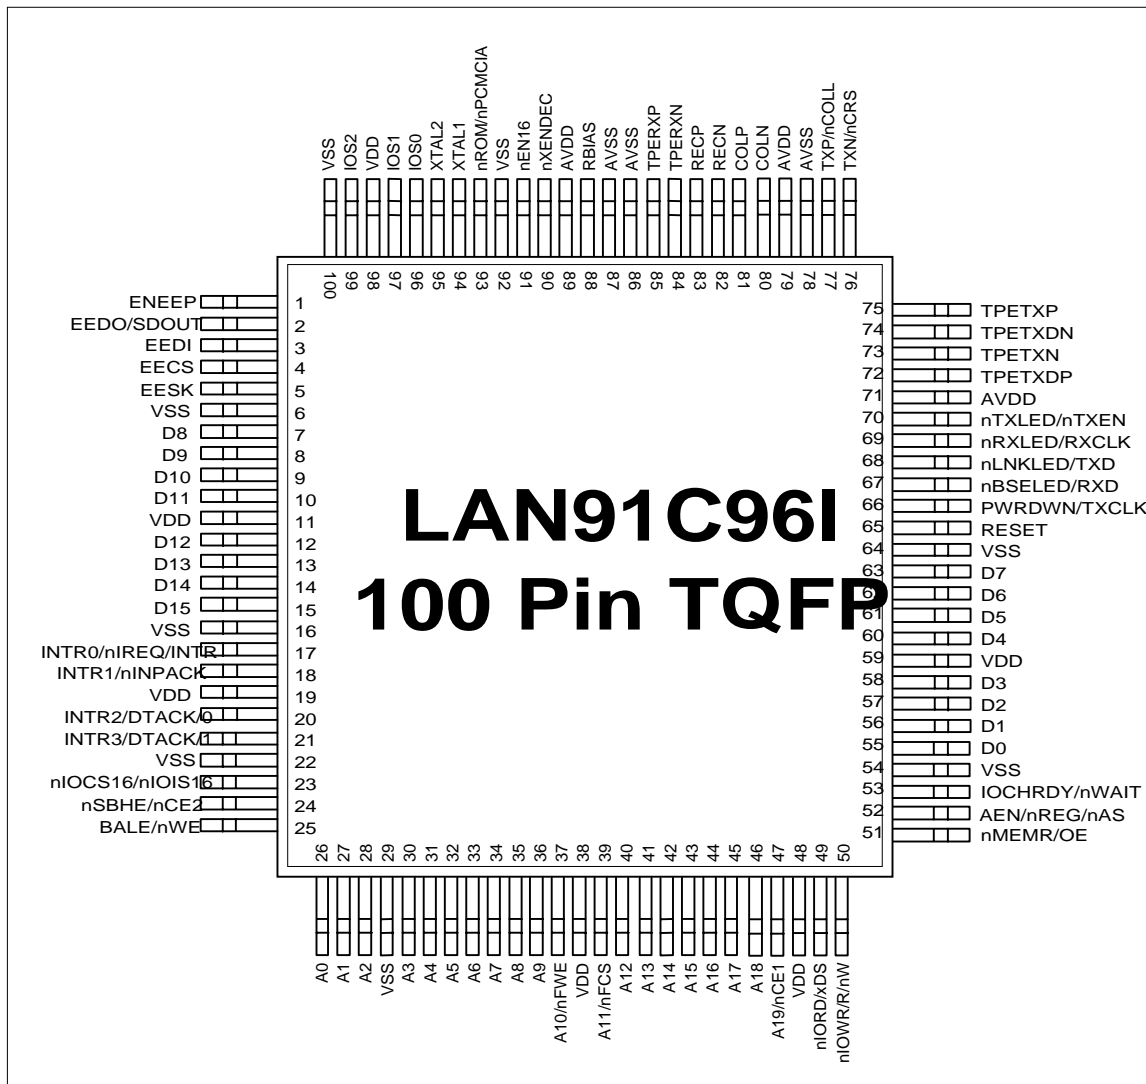 VSS
IOS2
VDD
IOS1
IOS0
XTAL2
XTAL1
nROM/nPCMCIA
VSS
nEN16
nXENDEC
AVDD
RBIAS
AVSS
AVSS
TPERXP
TPERXN
RECP
RECN
COLP
COLN
AVDD
AVSS
TXP/nCOLL
TXN/nCRS
100
99
98
97
96
95
94
93
92
91
90
89
88
87
86
85
84
83
82
81
80
79
78
77
76
ENEEP 1
EEDO/SDOUT 2
EEDI 3
EECS 4
EESK 5
VSS 6
D8 7
D9 8
D10 9
D11 10
VDD 11
D12 12
D13 13
D14 14
D15 15
VSS 16
INTR0/nIREQ/INTR 17
INTR1/nINPACK 18
VDD 19
INTR2/DTACK/0 20
INTR3/DTACK/1 21
VSS 22
nIOCS16/nIOIS16 23
nSBHE/nCE2 24
BALE/nWE 25
LAN91C96I
100 Pin TQFP
75 TPETXP
74 TPETXDN
73 TPETXN
72 TPETXDP
71 AVDD
70 nTXLED/nTXEN
69 nRXLED/RXCLK
68 nLNKLED/TXD
67 nBSELED/RXD
66 PWRDWN/TXCLK
65 RESET
64 VSS
63 D7
62 D6
61 D5
60 D4
59 VDD
58 D3
57 D2
56 D1
55 D0
54 VSS
53 IOCHRDY/nWAIT
52 AEN/nREG/nAS
51 nMEMR/OE
26
27
28
29
30
31
32
33
34
35
36
37
38
39
40
41
42
43
44
45
46
47
48
49
50
A0
A1
A2
VSS
A3
A4
A5
A6
A7
A8
A9
A10/nFWE
VDD
A11/nFCS
A12
A13
A14
A15
A16
A17
A18
A19/nCE1
VDD
nIORD/xDS
nIOWR/R/nW